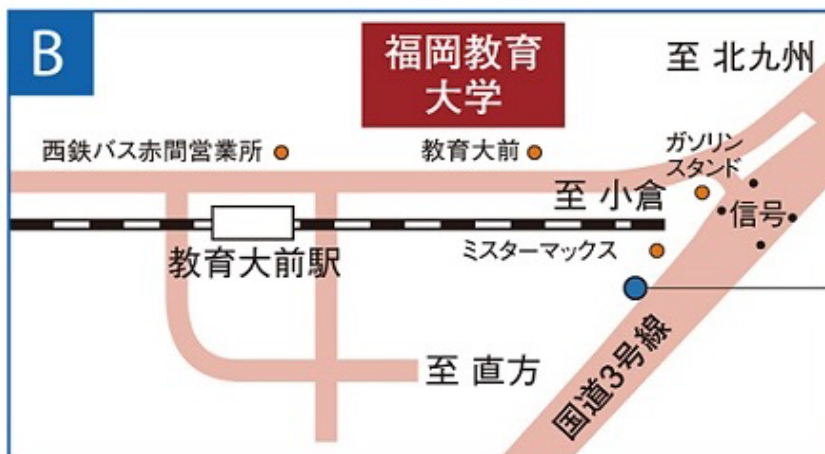 B
福岡教育
大学
至 北九州
西鉄バス赤間営業所
教育大前
ガソリン
スタンド
至 小倉
信号
教育大前駅
ミスターマックス
至 直方
国道3号線